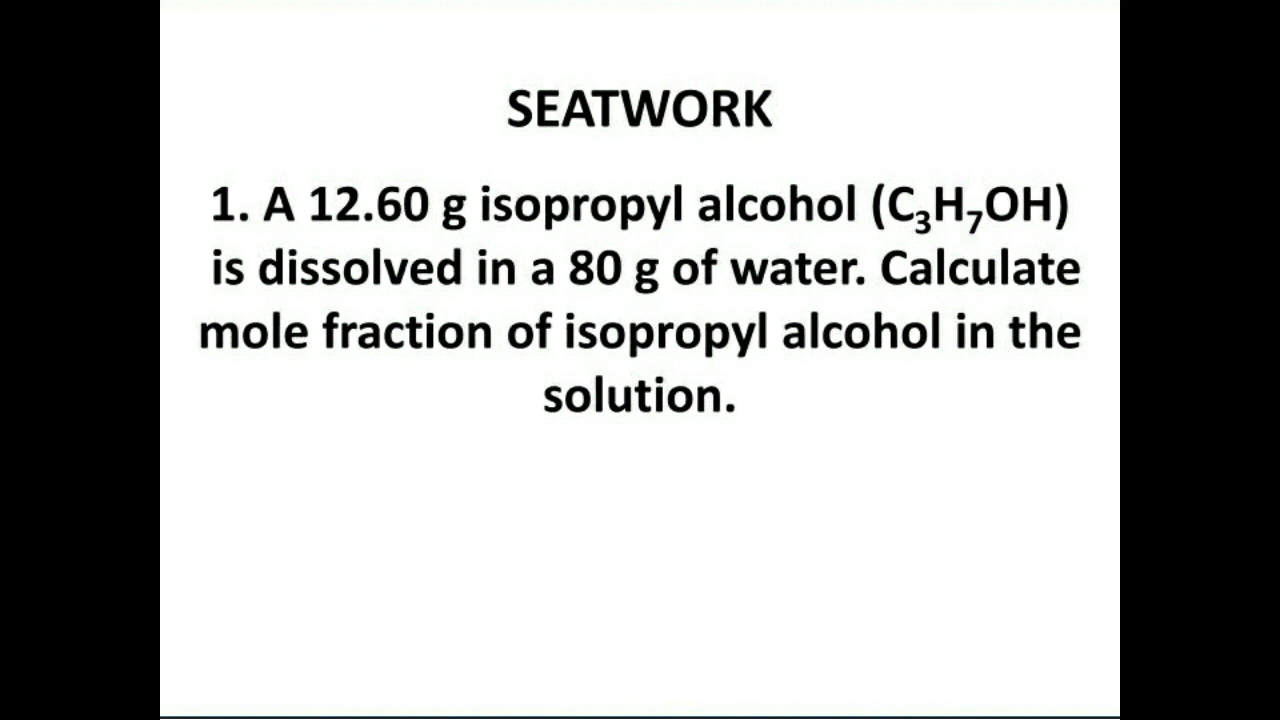 SEATWORK
1. A 12.60 g isopropyl alcohol (C₃H₇OH)
is dissolved in a 80 g of water. Calculate
mole fraction of isopropyl alcohol in the
solution.